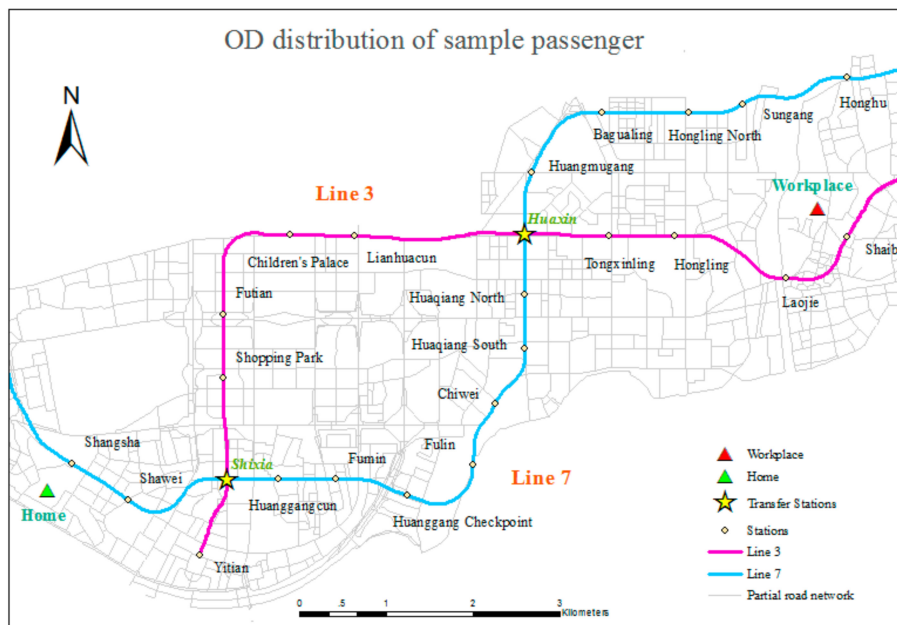 OD distribution of sample passenger
N
Honghu
Sungang
Bagualing
Hongling North
Huangmugang
Workplace
Line 3
Huaxin
Children's Palace
Lianhuacun
Tongxinling
Hongling
Shaib
Futian
Huaqiang North
Laojie
Huaqiang South
Shopping Park
Chiwei
Shangsha
Fulin
Shixia
Fumin
Shawei
Line 7
Home
Huanggangcun
Huanggang Checkpoint
Yitian
Workplace
Home
Transfer Stations
Stations
Line 3
Line 7
Partial road network
0 .5 1 2 3
Kilometers